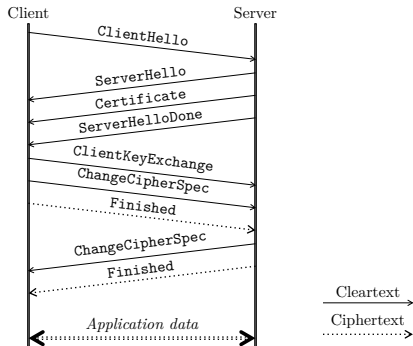 Client Server
ClientHello
ServerHello
Certificate
ServerHelloDone
ClientKeyExchange
ChangeCipherSpec
Finished
ChangeCipherSpec
Finished
Application data
Cleartext
Ciphertext